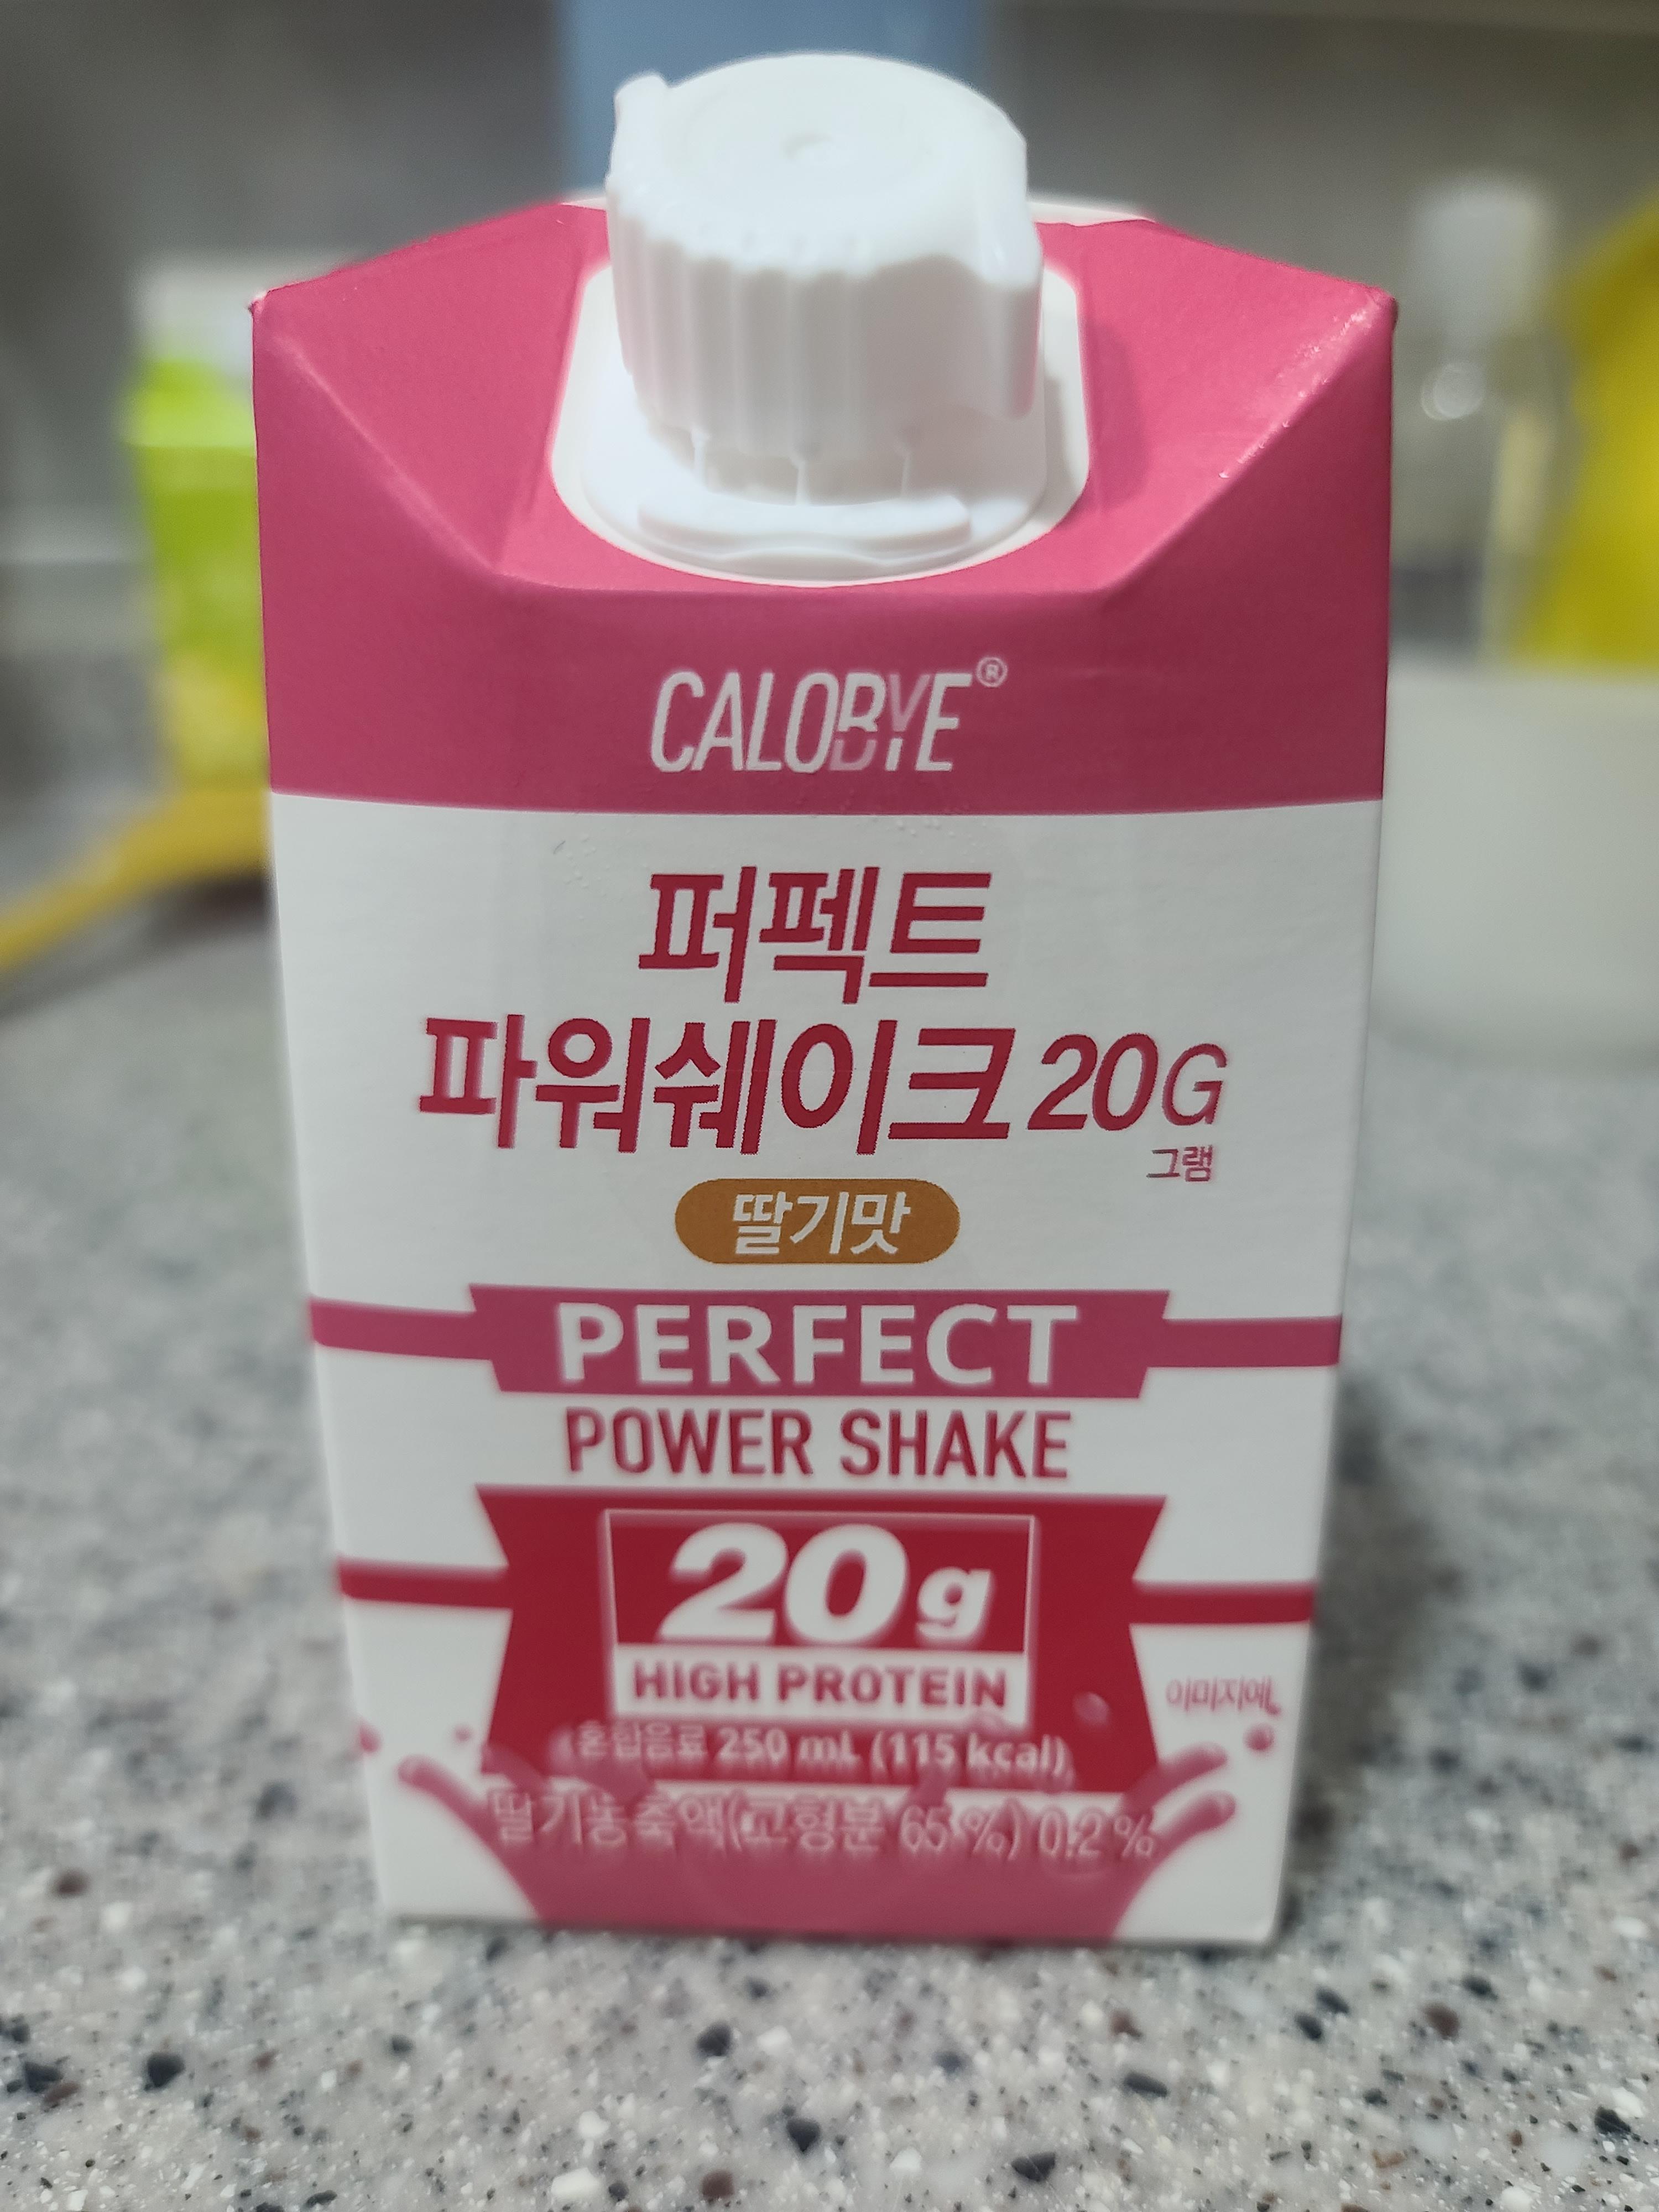 CALOBYE®
퍼펙트
파워쉐이크 20G
그램
딸기맛
PERFECT
POWER SHAKE
20g
HIGH PROTEIN
이미지예
혼합음료 250 mL (115 kcal)
딸기농축액(고형분 65 %) 0.2 %